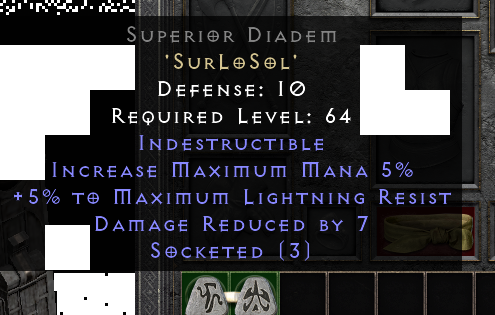 Superior Diadem
'SurLoSol'
Defense: 10
Required Level: 64
Indestructible
Increase Maximum Mana 5%
+5% to Maximum Lightning Resist
Damage Reduced by 7
Socketed (3)